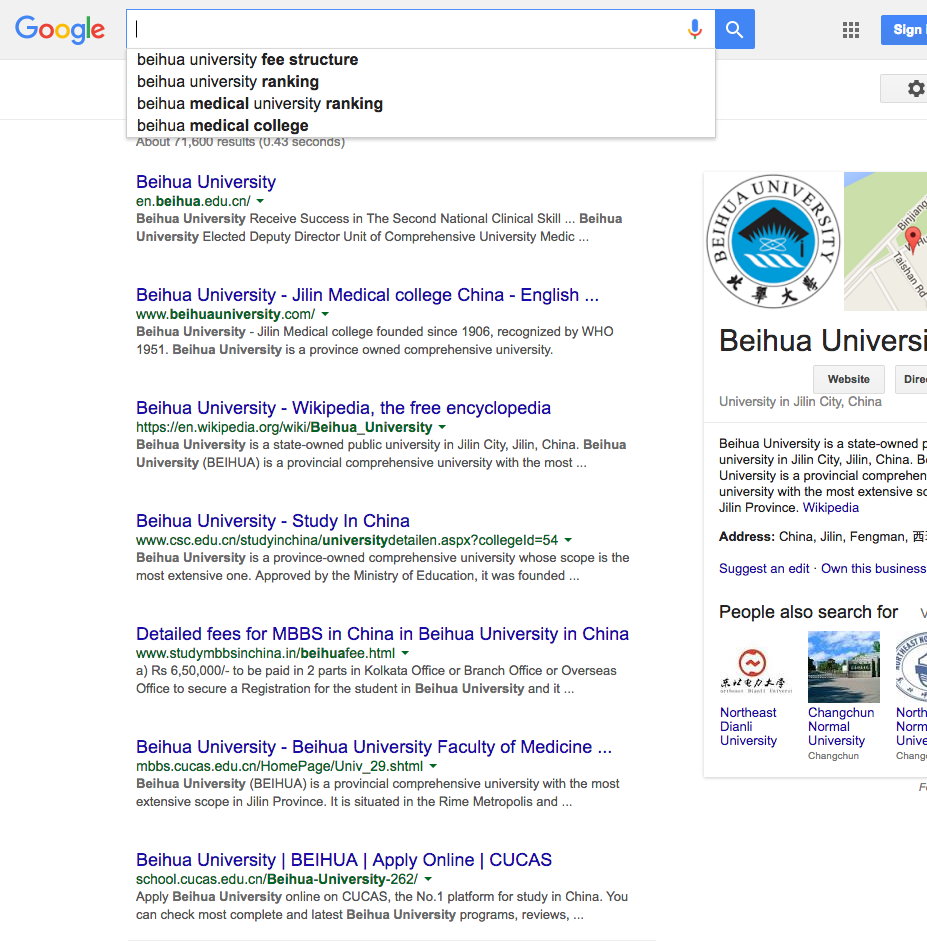 Google
Sign
beihua university fee structure
beihua university ranking
beihua medical university ranking
beihua medical college
About 71,600 results (0.43 seconds)
Beihua University
en.beihua.edu.cn/
Beihua University Receive Success in The Second National Clinical Skill ... Beihua
University Elected Deputy Director Unit of Comprehensive University Medic ...
Beihua University - Jilin Medical college China - English ...
www.beihuauniversity.com/
Beihua University - Jilin Medical college founded since 1906, recognized by WHO
1951. Beihua University is a province owned comprehensive university.
Beihua University - Wikipedia, the free encyclopedia
https://en.wikipedia.org/wiki/Beihua_University
Beihua University is a state-owned public university in Jilin City, Jilin, China. Beihua
University (BEIHUA) is a provincial comprehensive university with the most ...
Beihua University - Study In China
www.csc.edu.cn/studyinchina/universitydetailen.aspx?collegeId=54
Beihua University is a province-owned comprehensive university whose scope is the
most extensive one. Approved by the Ministry of Education, it was founded ...
Detailed fees for MBBS in China in Beihua University in China
www.studymbbsinchina.in/beihuafee.html
a) Rs 6,50,000/- to be paid in 2 parts in Kolkata Office or Branch Office or Overseas
Office to secure a Registration for the student in Beihua University and it ...
Beihua University - Beihua University Faculty of Medicine ...
mbbs.cucas.edu.cn/HomePage/Univ_29.shtml
Beihua University (BEIHUA) is a provincial comprehensive university with the most
extensive scope in Jilin Province. It is situated in the Rime Metropolis and ...
Beihua University | BEIHUA | Apply Online | CUCAS
school.cucas.edu.cn/Beihua-University-262/
Apply Beihua University online on CUCAS, the No.1 platform for study in China. You
can check most complete and latest Beihua University programs, reviews, ...
BEIHUA UNIVERSITY
北華大學
Binjiang
Taishan Rd
Beihua Universi
Website
Direc
University in Jilin City, China
Beihua University is a state-owned p
university in Jilin City, Jilin, China. B
University is a provincial comprehen
university with the most extensive sc
Jilin Province. Wikipedia
Address: China, Jilin, Fengman, 西
Suggest an edit · Own this business
People also search for
东北电力大学
Northeast Dianli Universi
NORTHEAST NO
Northeast
Dianli
University
Changchun
Normal
University
Changchun
North
Norm
Unive
Chang